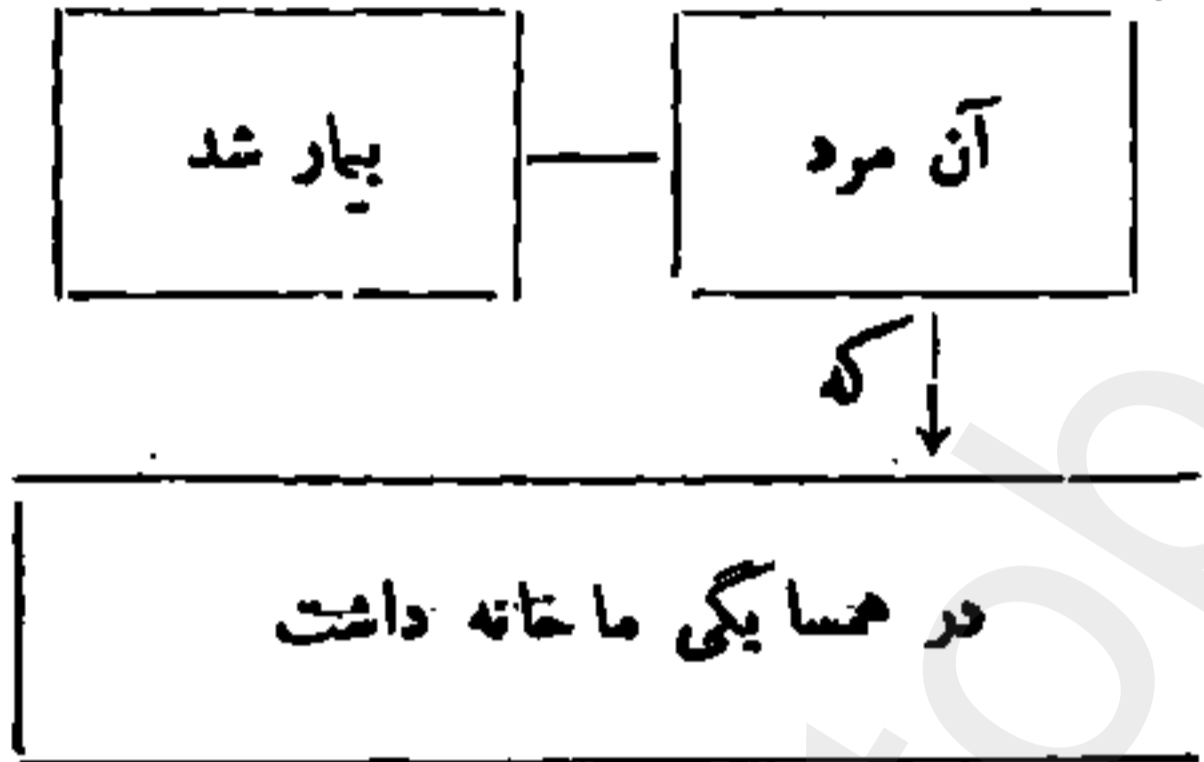 آن مرد
بیمار شد
که
در همسایگی ما خانه داشت